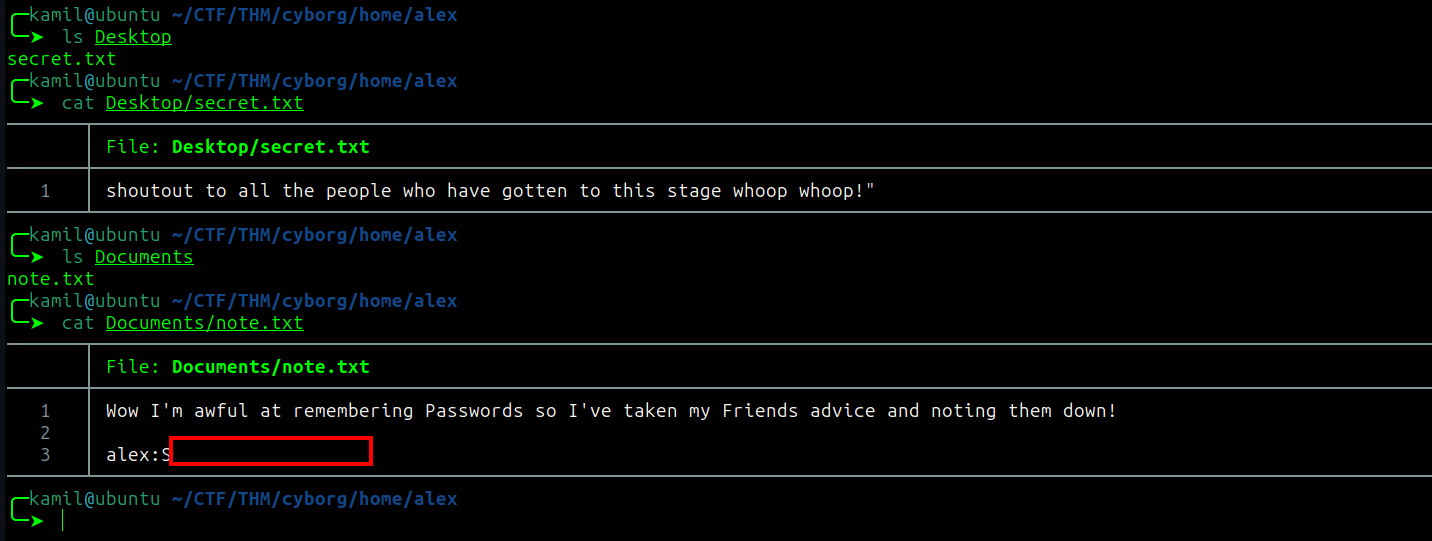 kamil@ubuntu ~/CTF/THM/cyborg/home/alex
ls Desktop
secret.txt
kamil@ubuntu ~/CTF/THM/cyborg/home/alex
cat Desktop/secret.txt
File: Desktop/secret.txt
1 shoutout to all the people who have gotten to this stage whoop whoop!"
kamil@ubuntu ~/CTF/THM/cyborg/home/alex
ls Documents
note.txt
kamil@ubuntu ~/CTF/THM/cyborg/home/alex
cat Documents/note.txt
File: Documents/note.txt
1 Wow I'm awful at remembering Passwords so I've taken my Friends advice and noting them down!
2
3 alex:S
kamil@ubuntu ~/CTF/THM/cyborg/home/alex